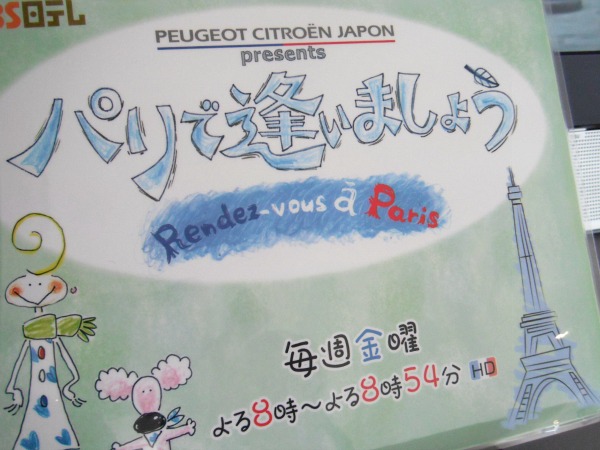 BS日テレ
PEUGEOT CITROËN JAPON
presents
パリで逢いましょう
Rendez-vous à Paris
毎週金曜
よる8時～よる8時54分 HD